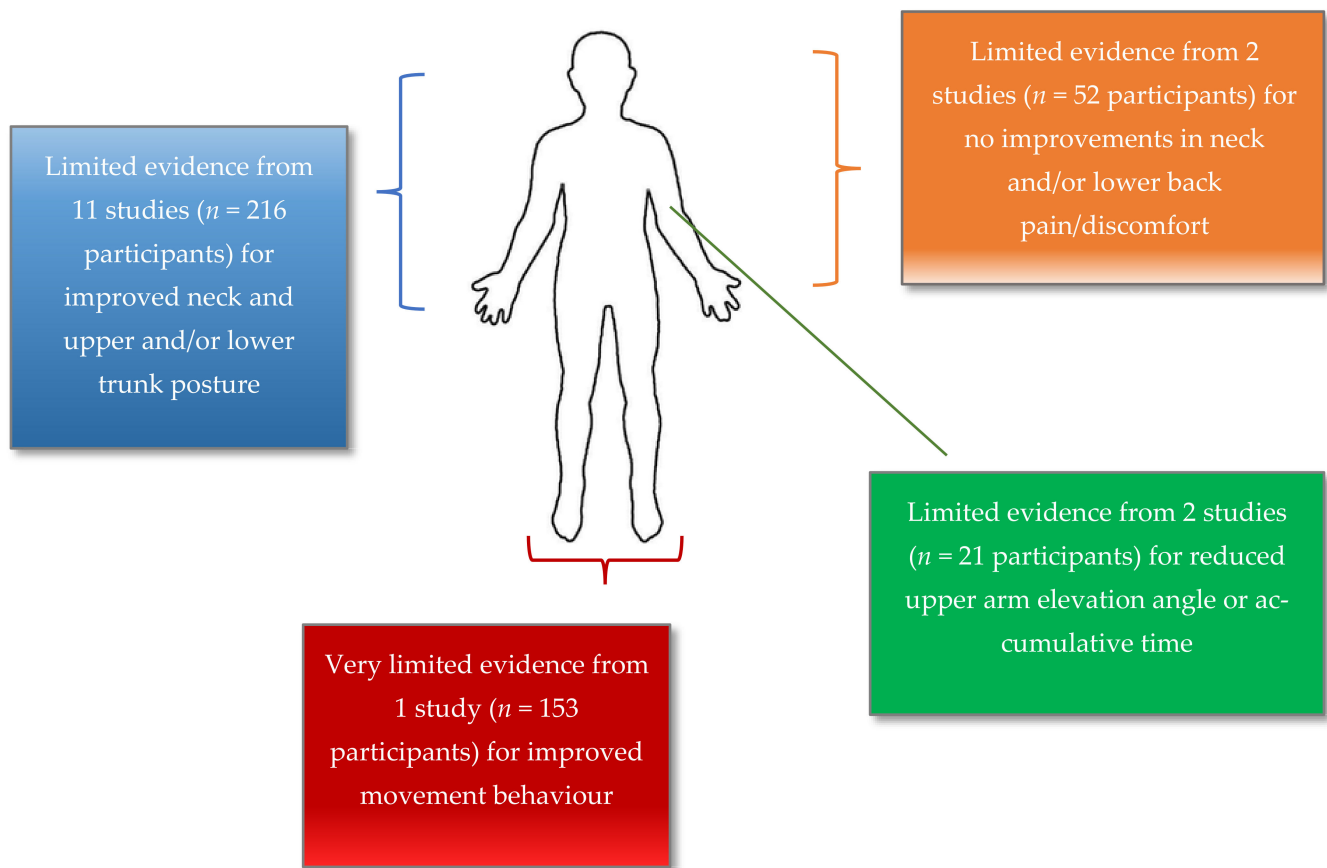 Limited evidence from
11 studies (n = 216
participants) for
improved neck and
upper and/or lower
trunk posture
Limited evidence from 2
studies (n = 52 participants) for
no improvements in neck
and/or lower back
pain/discomfort
Limited evidence from 2 studies
(n = 21 participants) for reduced
upper arm elevation angle or ac-
cumulative time
Very limited evidence from
1 study (n = 153
participants) for improved
movement behaviour